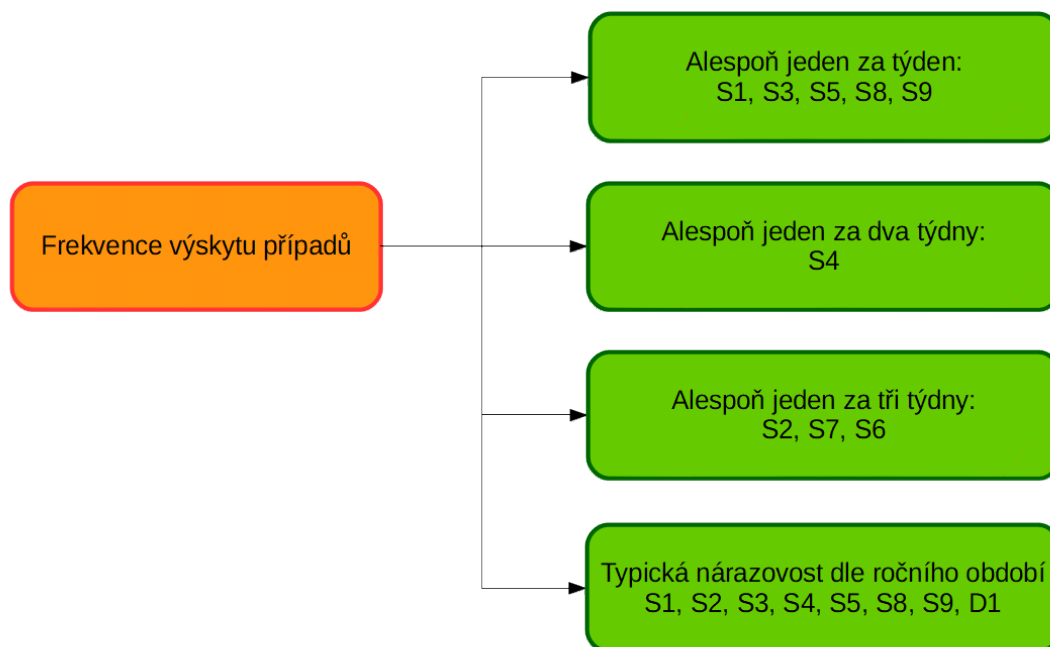 Alespoň jeden za týden:
S1, S3, S5, S8, S9
Frekvence výskytu případů
Alespoň jeden za dva týdny:
S4
Alespoň jeden za tři týdny:
S2, S7, S6
Typická nárazovost dle ročního období
S1, S2, S3, S4, S5, S8, S9, D1